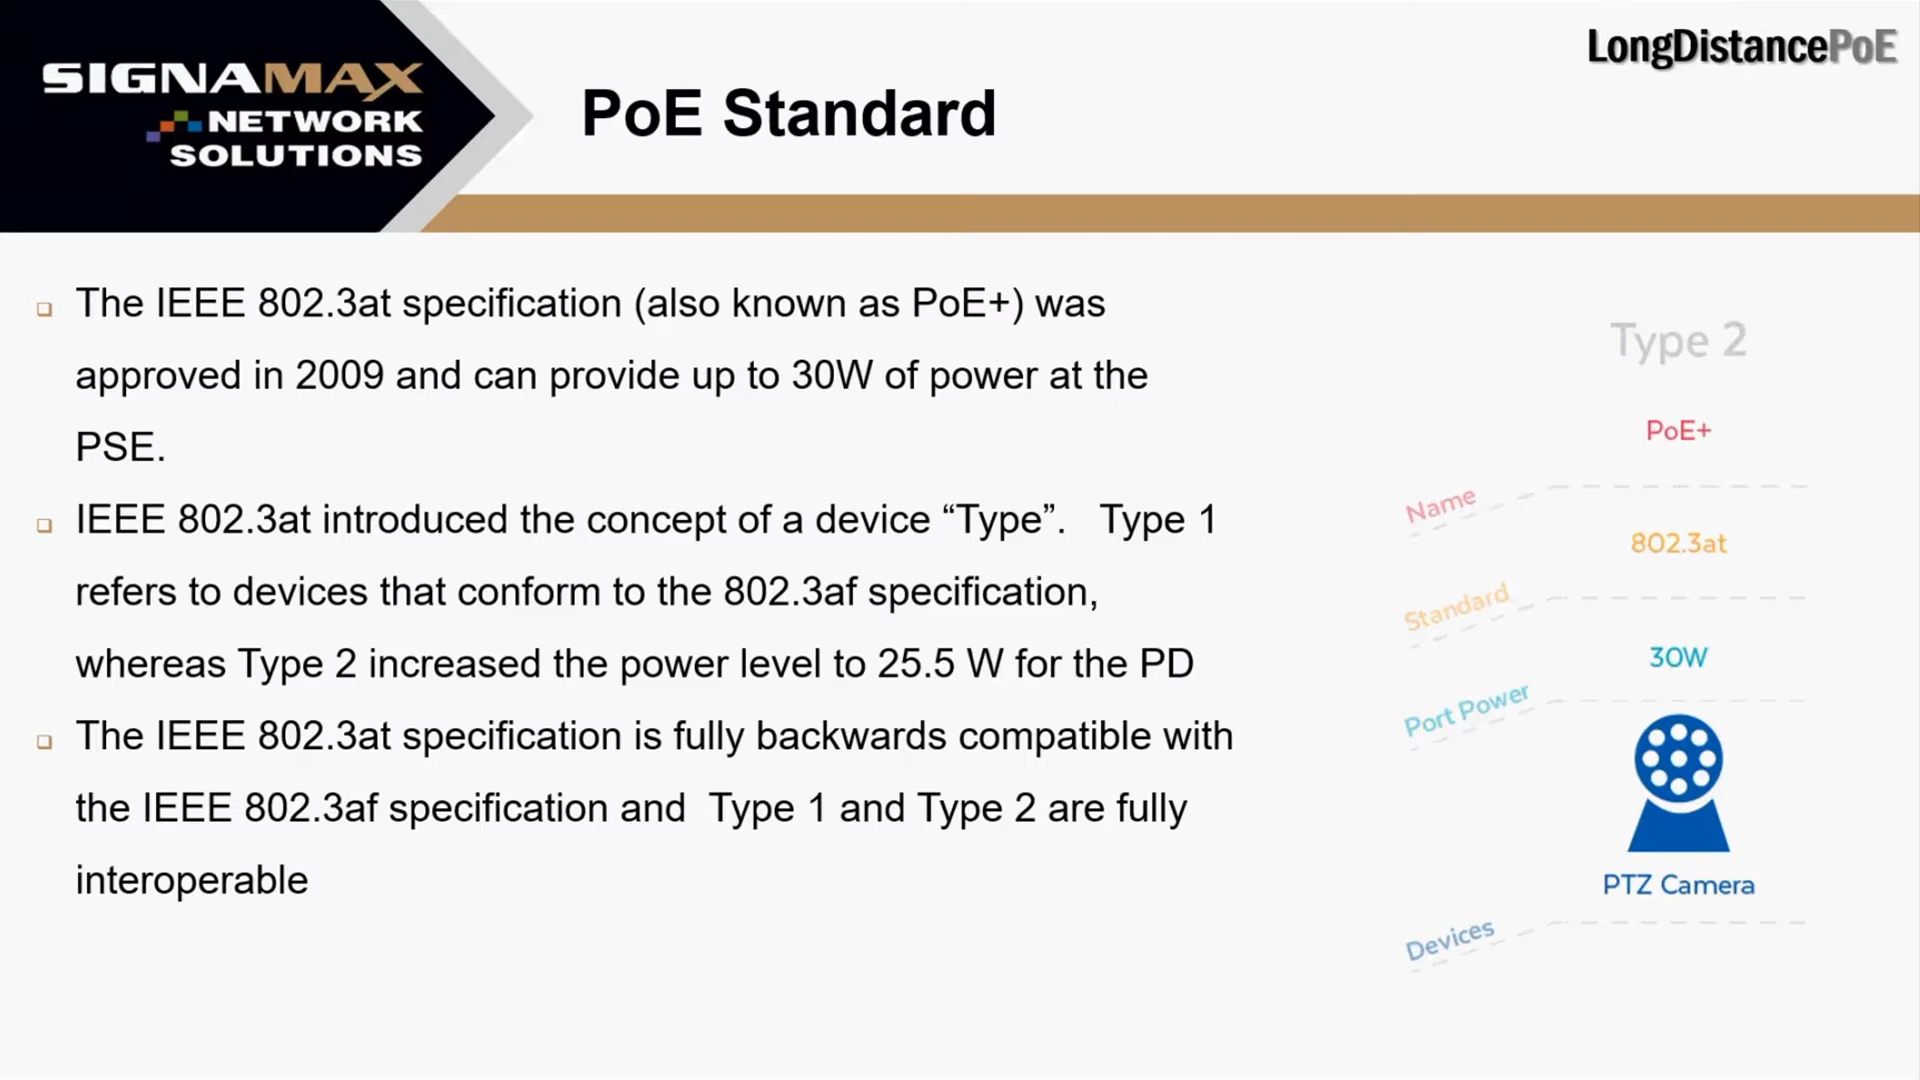 SIGNAMAX
NETWORK
SOLUTIONS
PoE Standard
LongDistancePoE
❑ The IEEE 802.3at specification (also known as PoE+) was
approved in 2009 and can provide up to 30W of power at the
PSE.
❑ IEEE 802.3at introduced the concept of a device “Type”.   Type 1
refers to devices that conform to the 802.3af specification,
whereas Type 2 increased the power level to 25.5 W for the PD
❑ The IEEE 802.3at specification is fully backwards compatible with
the IEEE 802.3af specification and  Type 1 and Type 2 are fully
interoperable
Type 2
PoE+
Name
802.3at
Standard
30W
Port Power
PTZ Camera
Devices